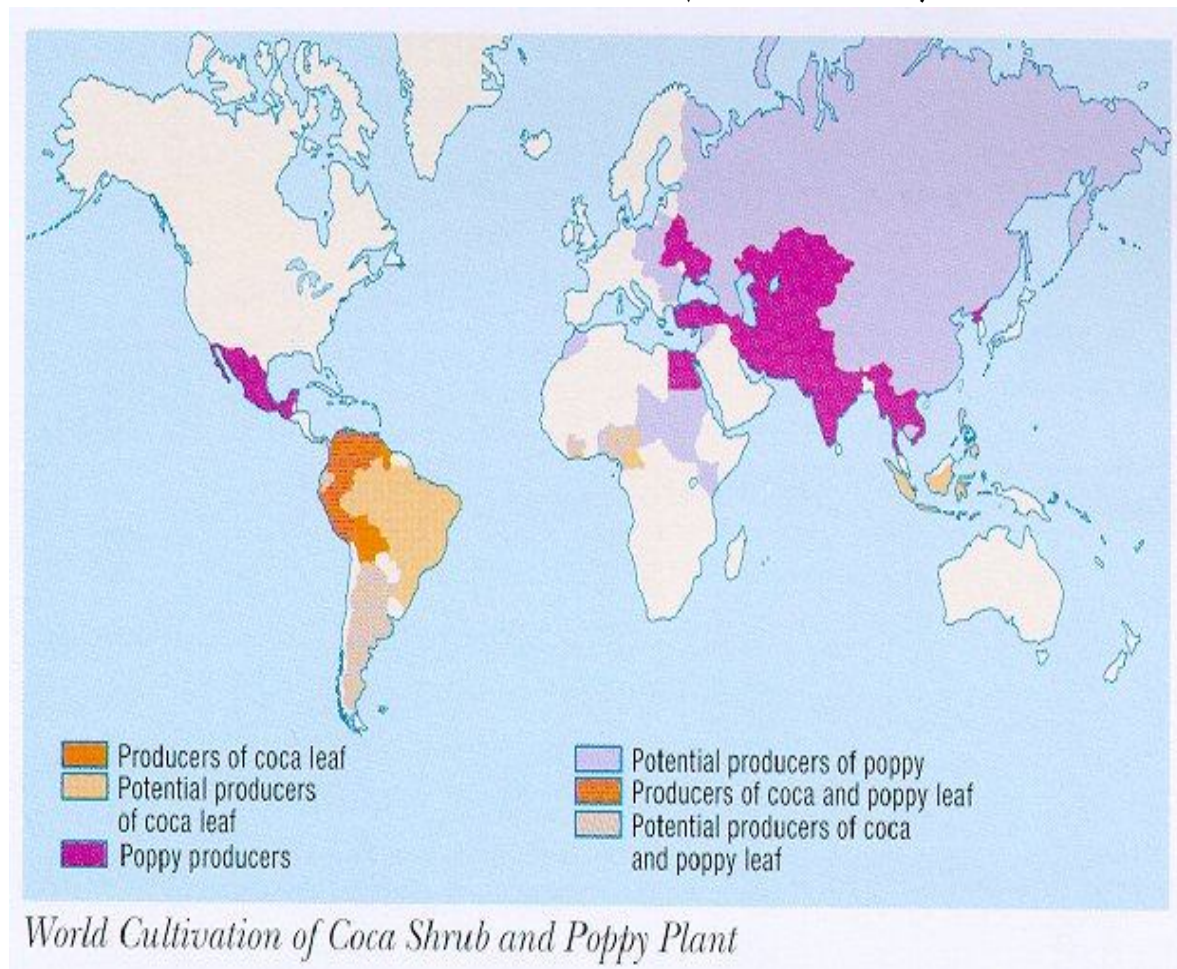 Producers of coca leaf
Potential producers
of coca leaf
Poppy producers
Potential producers of poppy
Producers of coca and poppy leaf
Potential producers of coca
and poppy leaf
World Cultivation of Coca Shrub and Poppy Plant